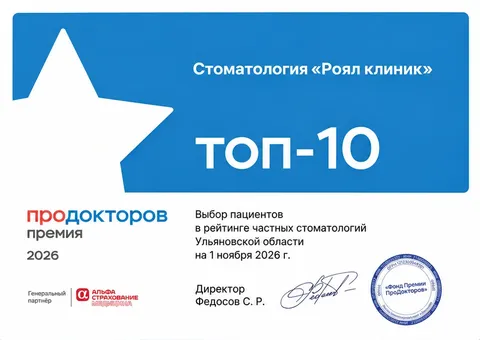 Стоматология «Роял клиник»
ТОП-10
продокторов
премия
2026
Выбор пациентов
в рейтинге частных стоматологий
Ульяновской области
на 1 ноября 2026 г.
Генеральный
партнёр
АЛЬФА
СТРАХОВАНИЕ
МЕДИЦИНА
Директор
Федосов С. Р.
«Фонд Премии
ПроДокторов»